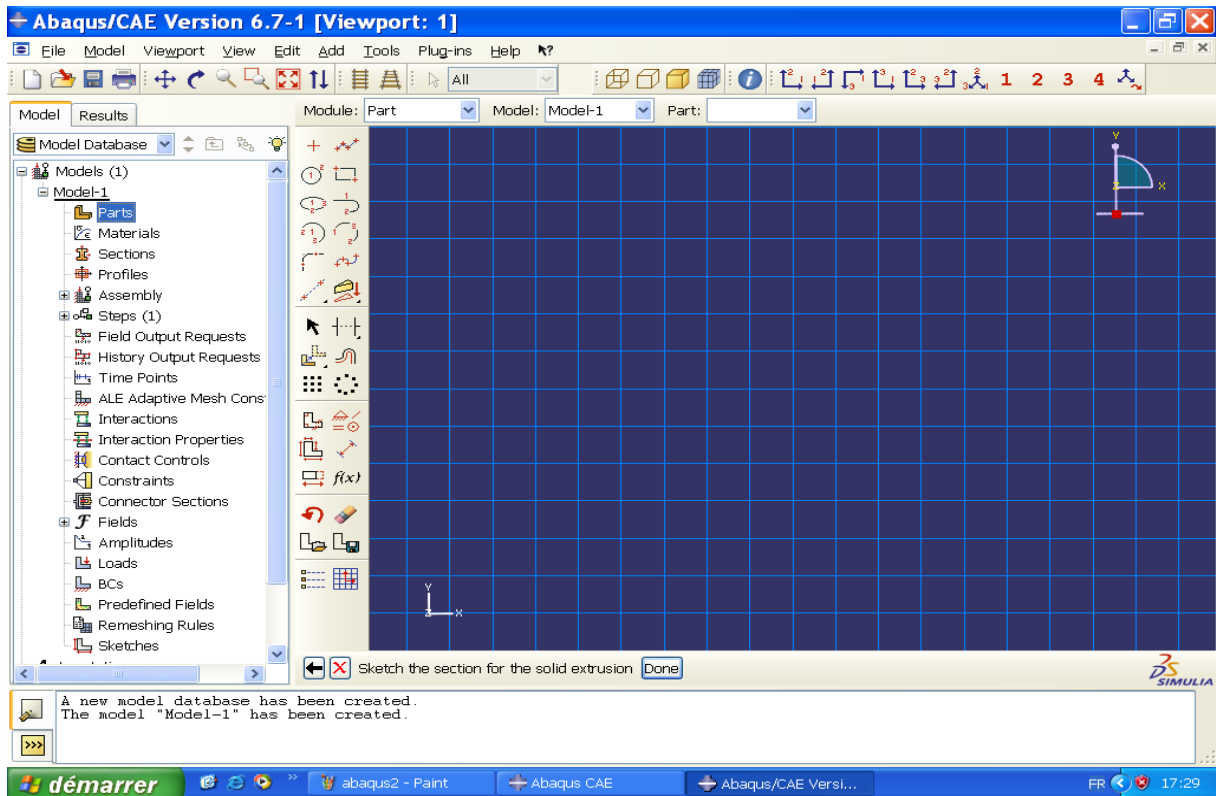 Abaqus/CAE Version 6.7-1 [Viewport: 1]
File Model Viewport View Edit Add Tools Plug-ins Help
All
1 2 3 4
Model Results
Module: Part Model: Model-1 Part:
Model Database
Models (1)
Model-1
Parts
Materials
Sections
Profiles
Assembly
Steps (1)
Field Output Requests
History Output Requests
Time Points
ALE Adaptive Mesh Cons
Interactions
Interaction Properties
Contact Controls
Constraints
Connector Sections
Fields
Amplitudes
Loads
BCs
Predefined Fields
Remeshing Rules
Sketches
f(x)
Y
Z X
Y
Z X
Sketch the section for the solid extrusion Done
SIMULIA
A new model database has been created.
The model "Model-1" has been created.
>>>
démarrer » abaqus2 - Paint Abaqus CAE Abaqus/CAE Versi... FR 17:29